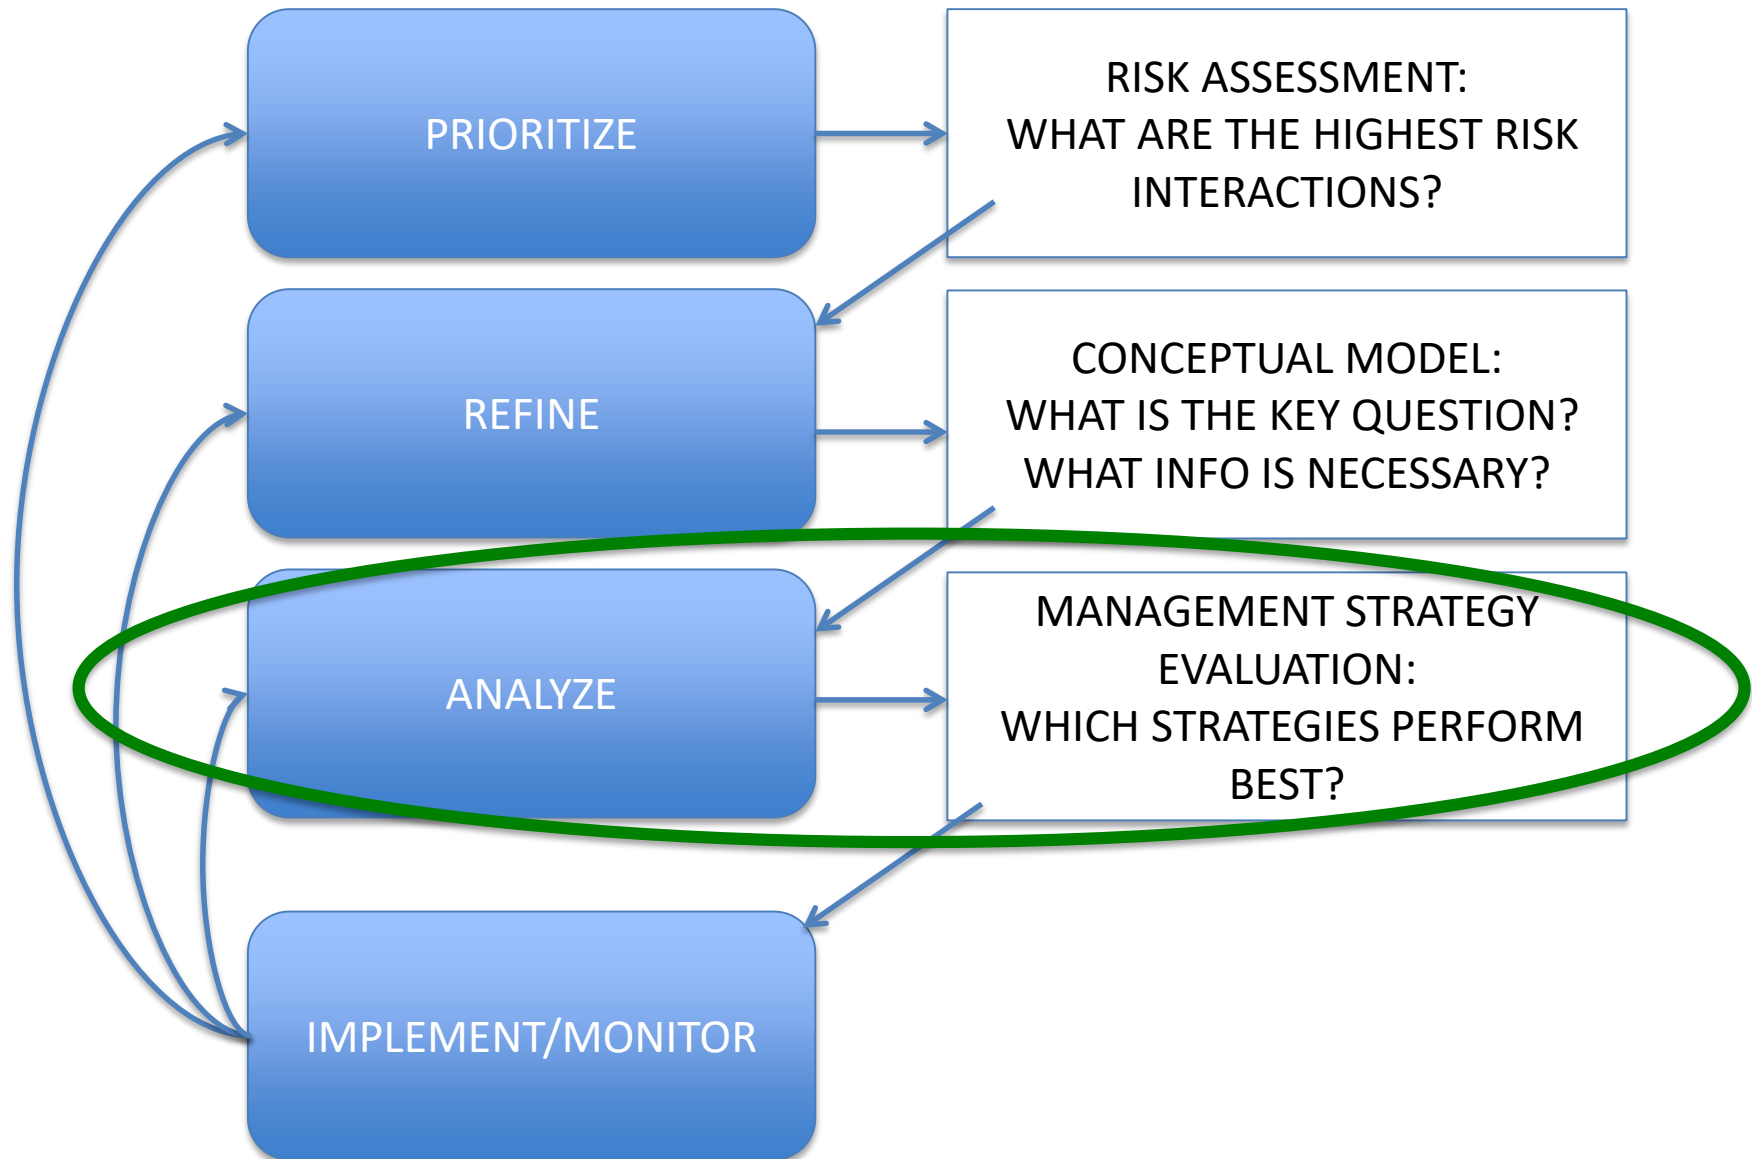 PRIORITIZE
RISK ASSESSMENT:
WHAT ARE THE HIGHEST RISK
INTERACTIONS?
REFINE
CONCEPTUAL MODEL:
WHAT IS THE KEY QUESTION?
WHAT INFO IS NECESSARY?
ANALYZE
MANAGEMENT STRATEGY
EVALUATION:
WHICH STRATEGIES PERFORM
BEST?
IMPLEMENT/MONITOR